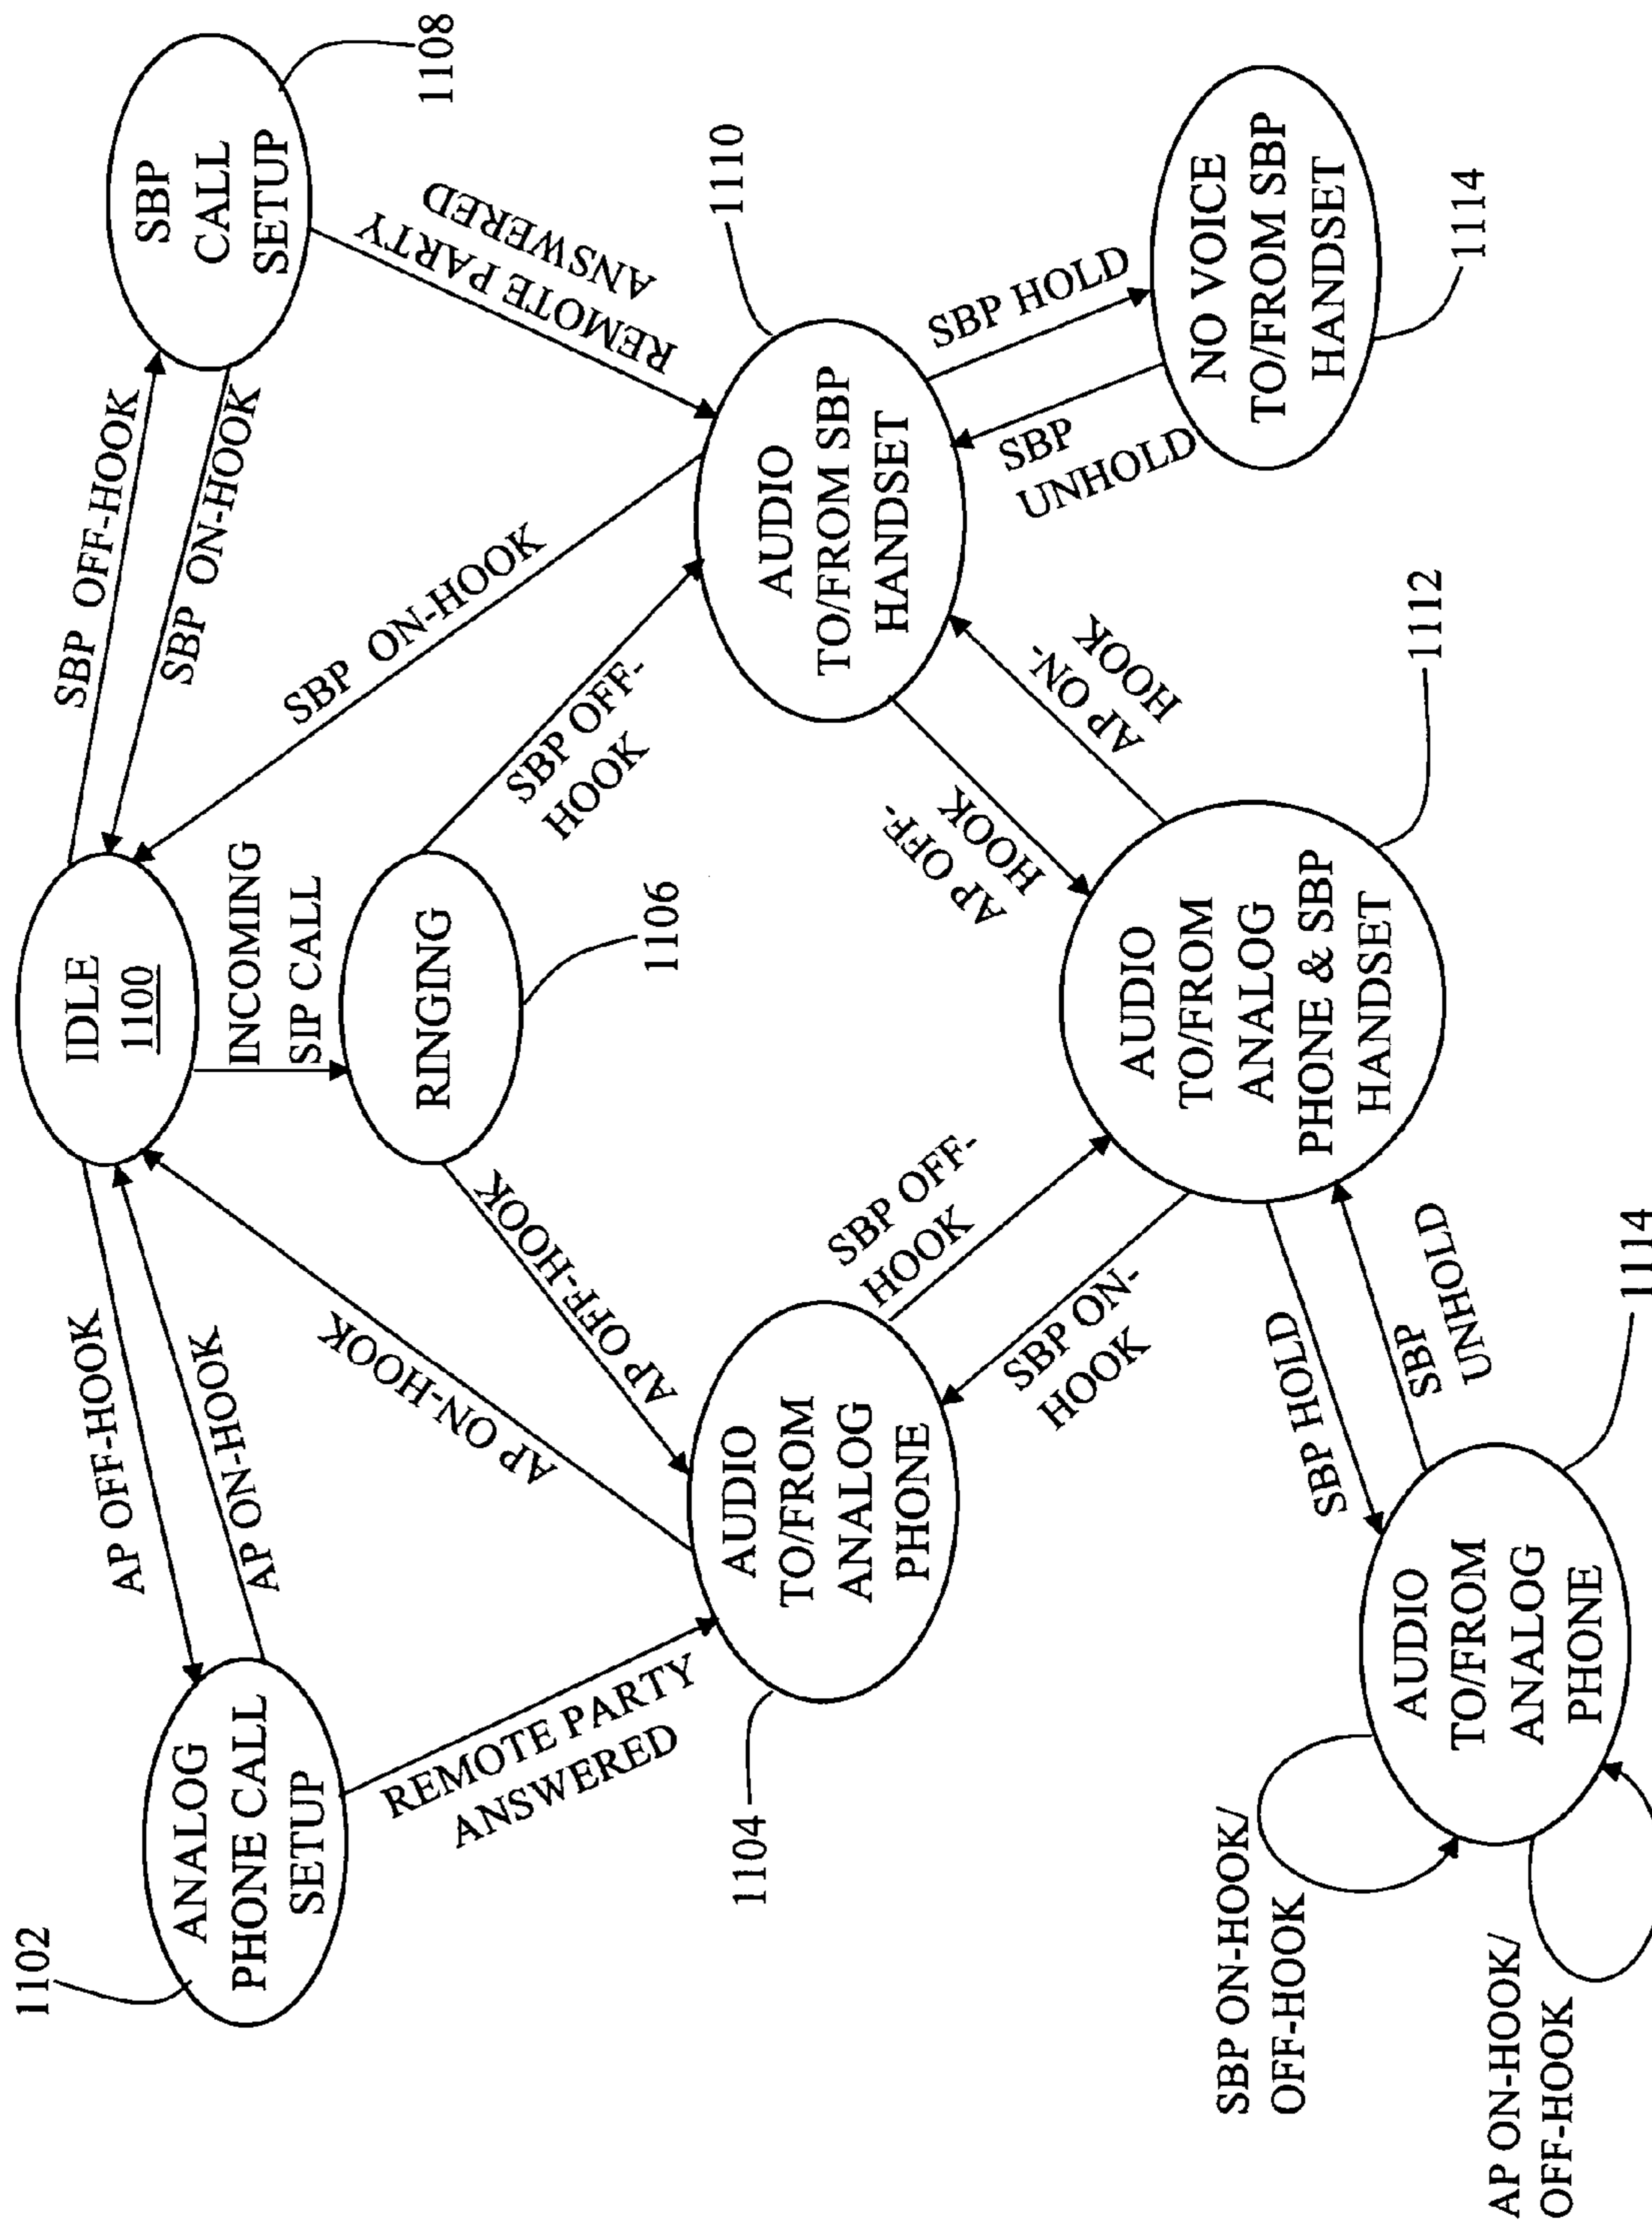 IDLE
1100
1102
ANALOG
PHONE CALL
SETUP
AP OFF-HOOK
AP ON-HOOK
SBP OFF-HOOK
SBP ON-HOOK
SBP
CALL
SETUP
1108
INCOMING
SIP CALL
RINGING
1106
REMOTE PARTY
ANSWERED
AP ON-HOOK
AP OFF-HOOK
SBP ON-HOOK
SBP OFF-
HOOK
REMOTE PARTY
ANSWERED
1104
AUDIO
TO/FROM
ANALOG
PHONE
AUDIO
TO/FROM SBP
HANDSET
1110
SBP OFF-
HOOK
SBP ON-
HOOK
AP OFF-
HOOK
AP ON-
HOOK
SBP
UNHOLD
SBP HOLD
AUDIO
TO/FROM
ANALOG
PHONE & SBP
HANDSET
1112
NO VOICE
TO/FROM SBP
HANDSET
1114
SBP HOLD
SBP
UNHOLD
SBP ON-HOOK/
OFF-HOOK
AUDIO
TO/FROM
ANALOG
PHONE
1114
AP ON-HOOK/
OFF-HOOK